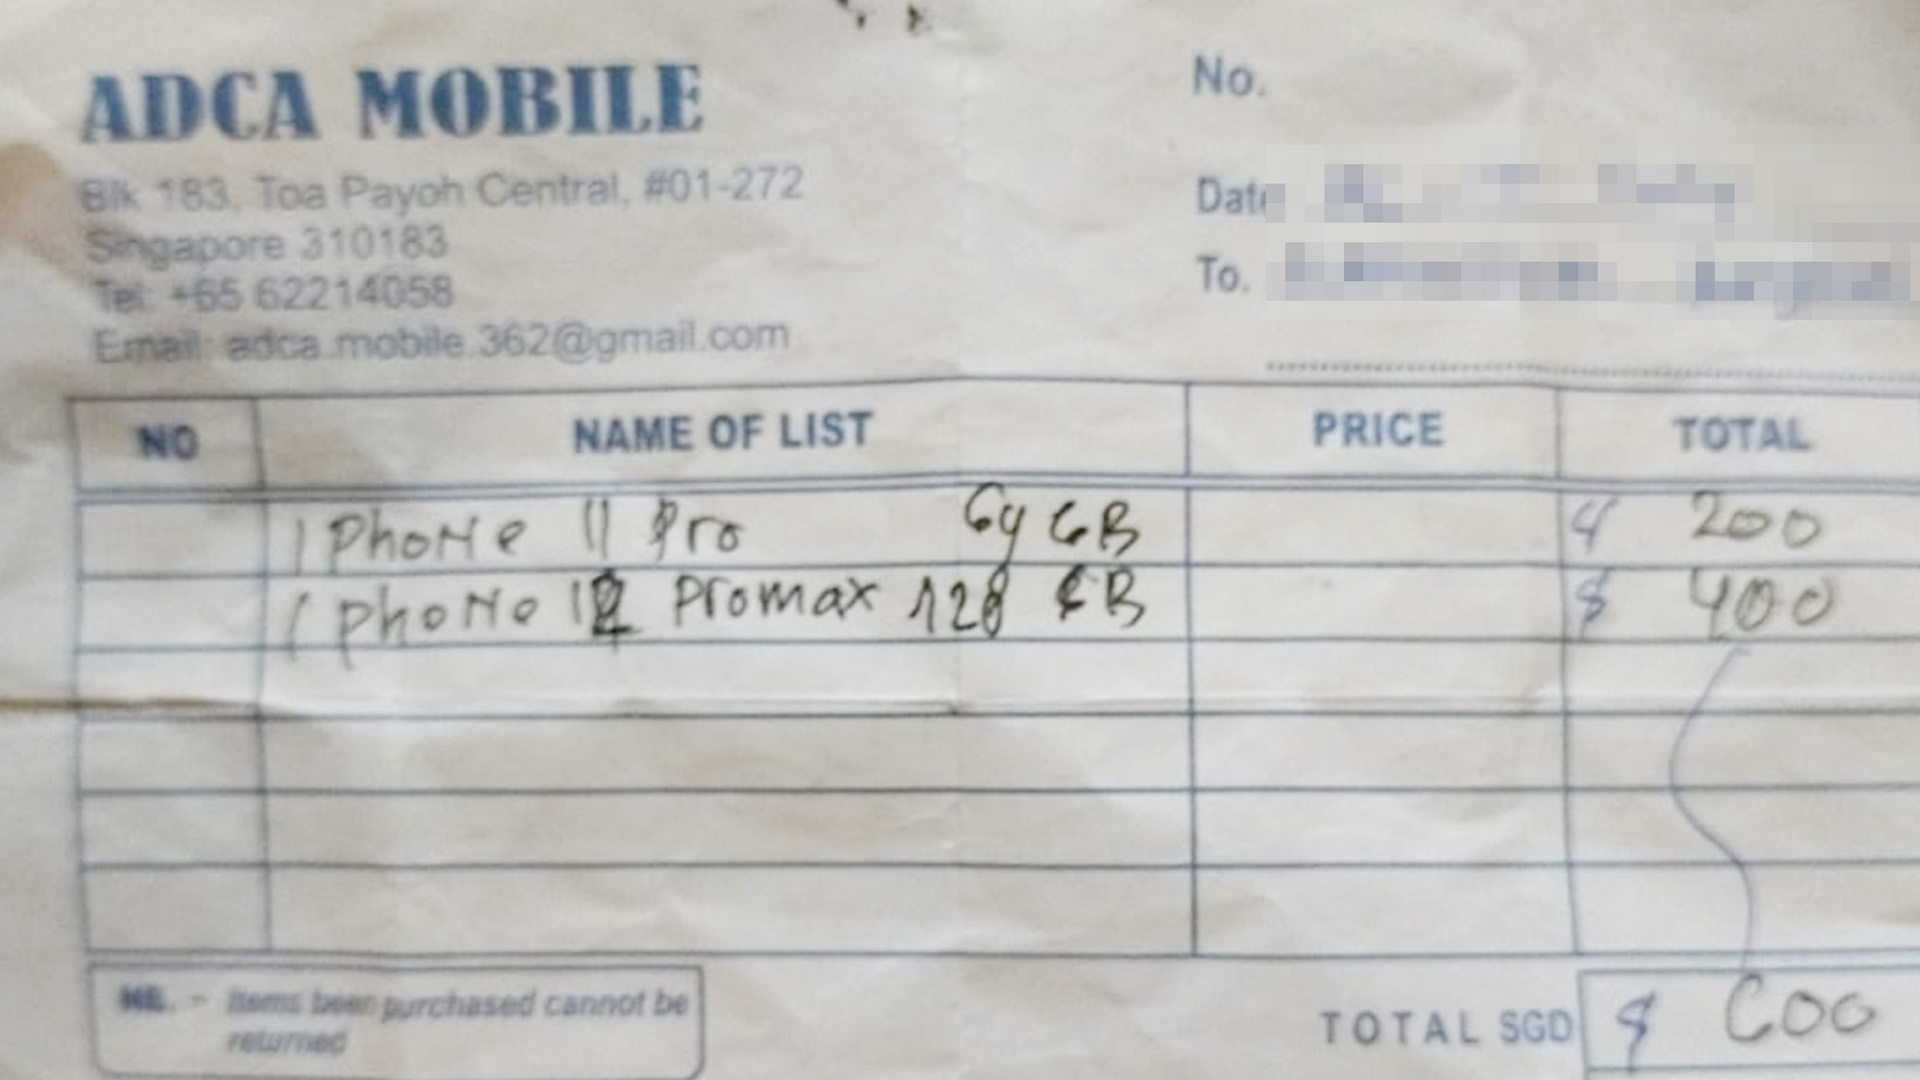 ADCA MOBILE
Blk 183, Toa Payoh Central, #01-272
Singapore 310183
Tel: +65 62214058
Email: adca.mobile.362@gmail.com
No.
Date
To.
NO NAME OF LIST PRICE TOTAL
IPhoNe 11 Pro 64 GB $ 200
IphoNe 12 Promax 128 GB $ 400
NB. - Items been purchased cannot be
returned
TOTAL SGD $ 600